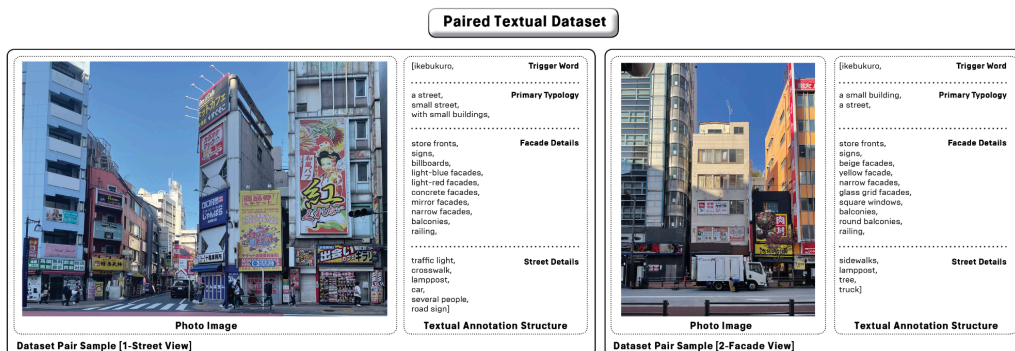 Paired Textual Dataset
[ikebukuro,
Trigger Word
a street,
small street,
with small buildings,
Primary Typology
store fronts,
signs,
billboards,
light-blue facades,
light-red facades,
concrete facades,
mirror facades,
narrow facades,
balconies,
railing,
Facade Details
traffic light,
crosswalk,
lamppost,
car,
several people,
road sign]
Street Details
紅
出会い
Photo Image
Textual Annotation Structure
Dataset Pair Sample [1-Street View]
[ikebukuro,
Trigger Word
a small building,
a street,
Primary Typology
store fronts,
signs,
beige facades,
yellow facade,
narrow facades,
glass grid facades,
square windows,
balconies,
round balconies,
railing,
Facade Details
sidewalks,
lamppost,
tree,
truck]
Street Details
Photo Image
Textual Annotation Structure
Dataset Pair Sample [2-Facade View]